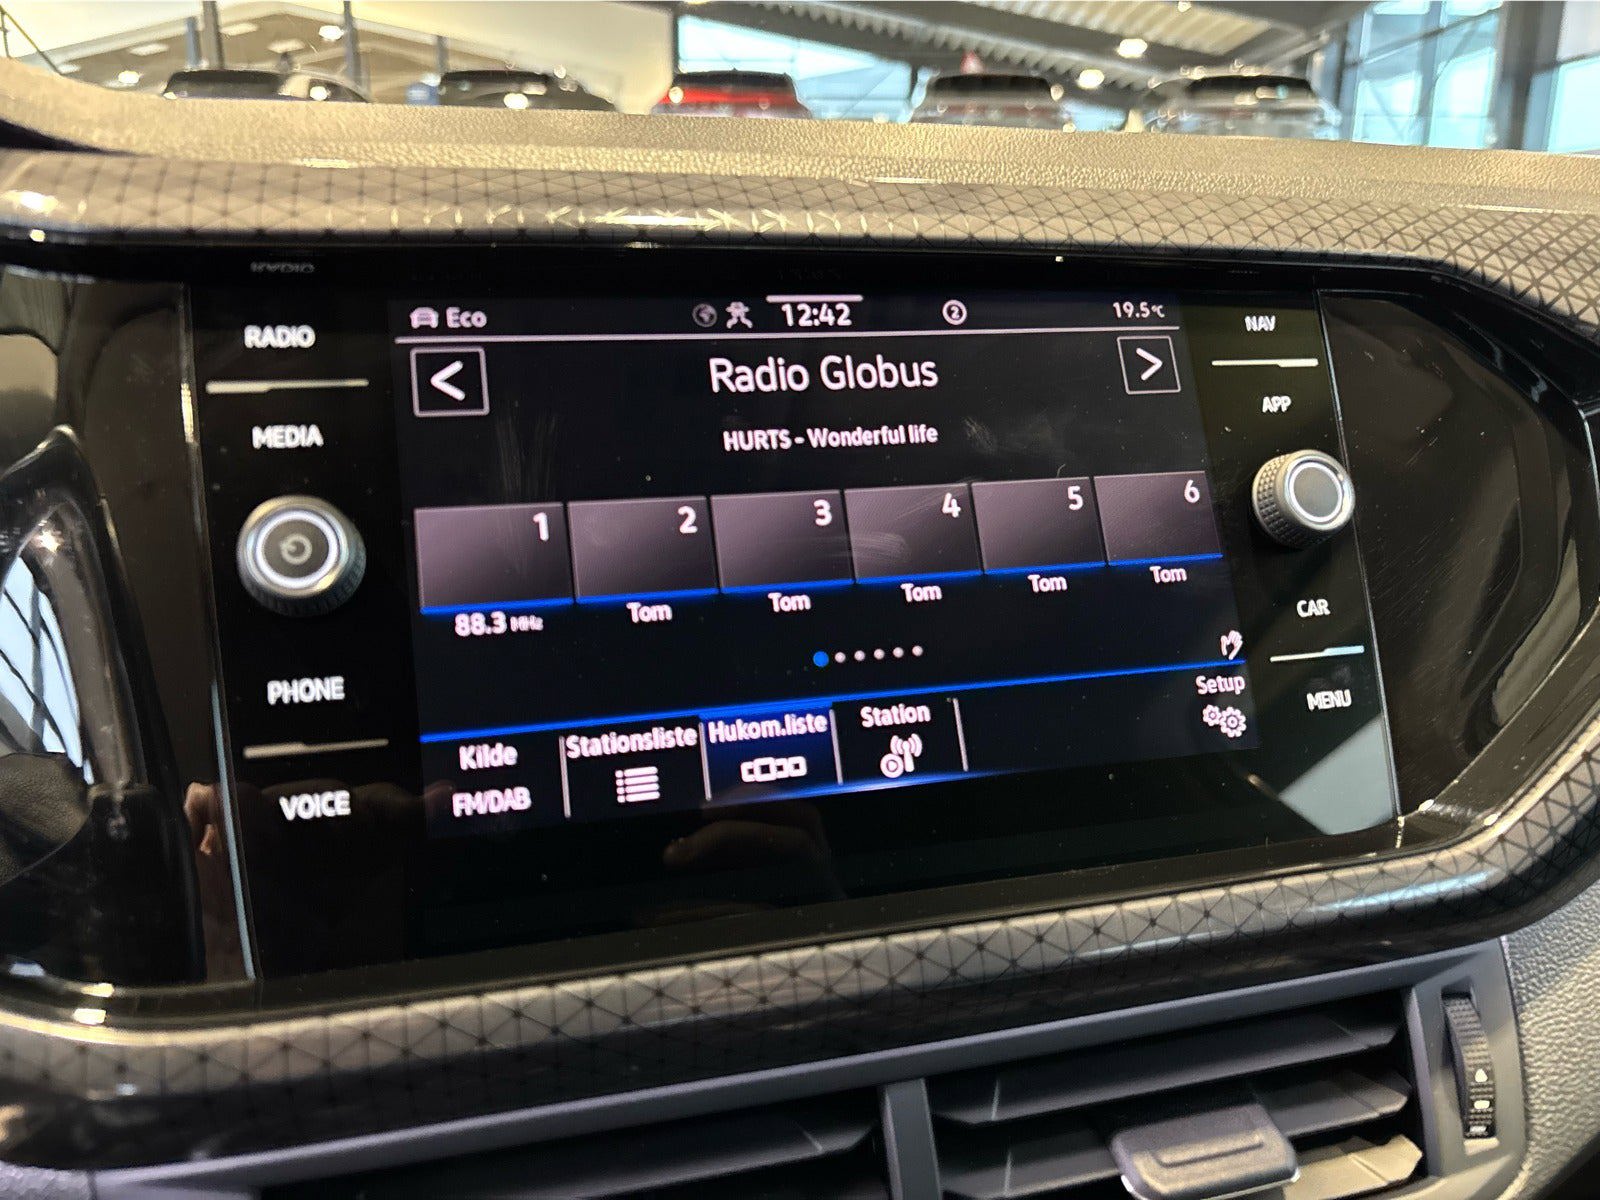 RADIO
MEDIA
PHONE
VOICE
Eco
12:42
2
19.5°C
<
Radio Globus
>
HURTS - Wonderful life
1
2
3
4
5
6
88.3 MHz
Tom
Tom
Tom
Tom
Tom
Kilde
FM/DAB
Stationsliste
Hukom.liste
Station
Setup
NAV
APP
CAR
MENU